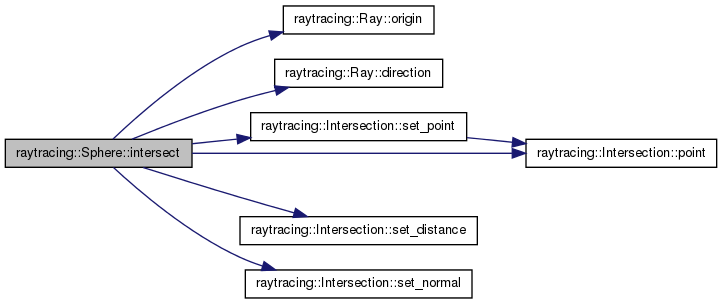 raytracing::Ray::origin
raytracing::Ray::direction
raytracing::Intersection::set_point
raytracing::Sphere::intersect
raytracing::Intersection::point
raytracing::Intersection::set_distance
raytracing::Intersection::set_normal